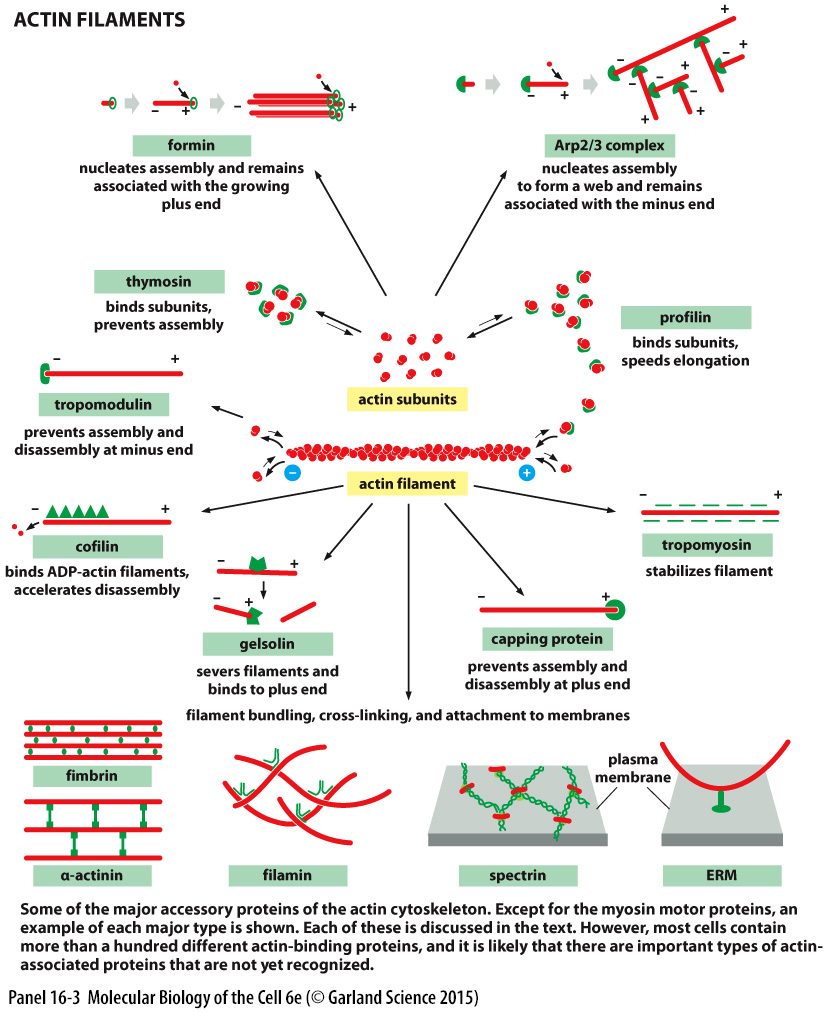 ACTIN FILAMENTS
+
–
+
–
+
–
+
–
+
–
+
–
+
–
+
formin
nucleates assembly and remains
associated with the growing
plus end
Arp2/3 complex
nucleates assembly
to form a web and remains
associated with the minus end
thymosin
binds subunits,
prevents assembly
profilin
binds subunits,
speeds elongation
actin subunits
– +
tropomodulin
prevents assembly and
disassembly at minus end
– +
actin filament
– +
cofilin
binds ADP-actin filaments,
accelerates disassembly
– +
tropomyosin
stabilizes filament
– +
– +
gelsolin
severs filaments and
binds to plus end
– +
capping protein
prevents assembly and
disassembly at plus end
filament bundling, cross-linking, and attachment to membranes
fimbrin
α-actinin
filamin
spectrin
plasma
membrane
ERM
Some of the major accessory proteins of the actin cytoskeleton. Except for the myosin motor proteins, an
example of each major type is shown. Each of these is discussed in the text. However, most cells contain
more than a hundred different actin-binding proteins, and it is likely that there are important types of actin-
associated proteins that are not yet recognized.
Panel 16-3 Molecular Biology of the Cell 6e (© Garland Science 2015)